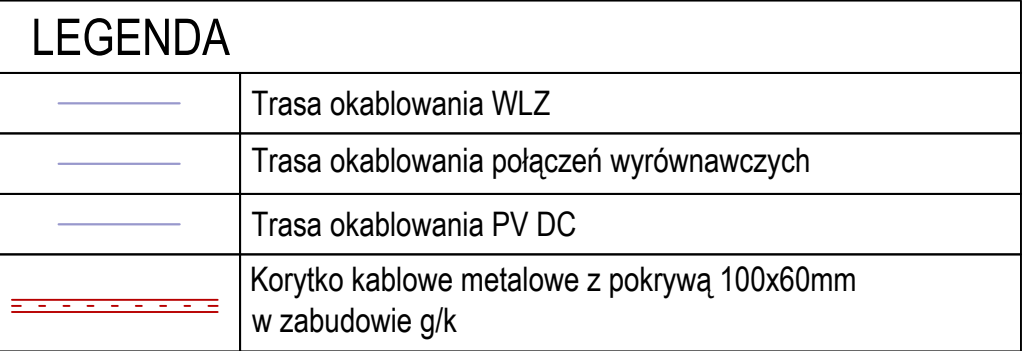 LEGENDA
Trasa okablowania WLZ
Trasa okablowania połączeń wyrównawczych
Trasa okablowania PV DC
Korytko kablowe metalowe z pokrywą 100x60mm
w zabudowie g/k